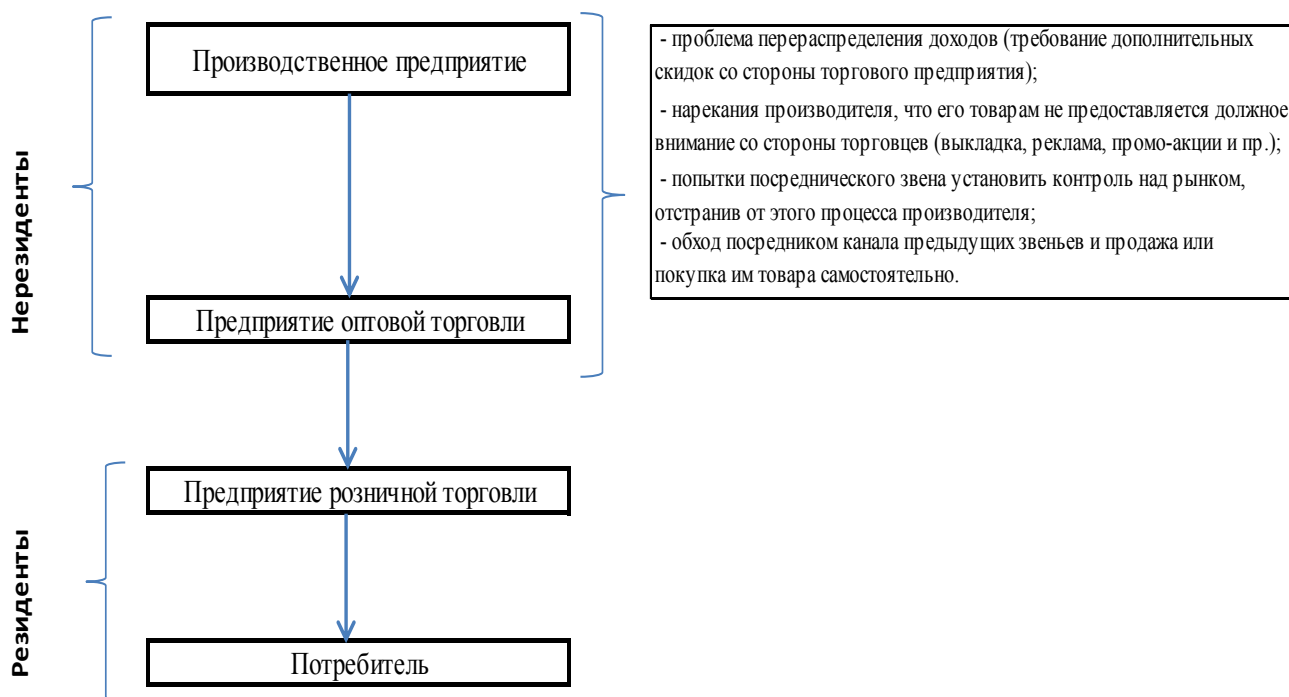 Производственное предприятие
- проблема перераспределения доходов (требование дополнительных
скидок со стороны торгового предприятия);
- нарекания производителя, что его товарам не предоставляется должное
внимание со стороны торговцев (выкладка, реклама, промо-акции и пр.);
- попытки посреднического звена установить контроль над рынком,
отстранив от этого процесса производителя;
- обход посредником канала предыдущих звеньев и продажа или
покупка им товара самостоятельно.
Нерезиденты
Предприятие оптовой торговли
Предприятие розничной торговли
Резиденты
Потребитель